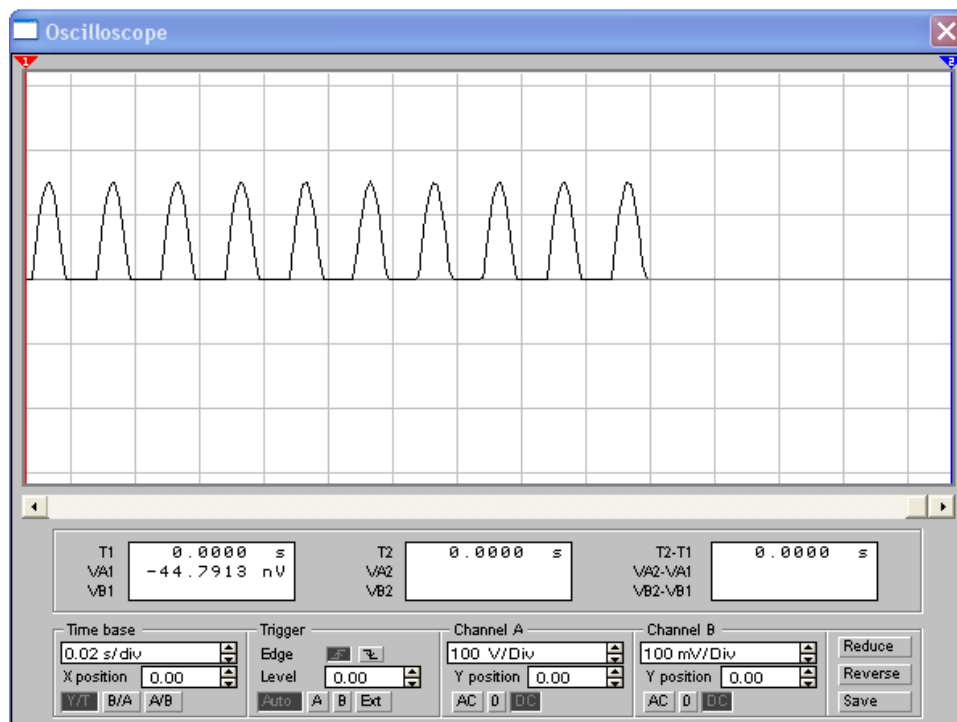 Oscilloscope
1 2
T1 0.0000 s T2 0.0000 s T2-T1 0.0000 s
VA1 -44.7913 nV VA2 VA2-VA1
VB1 VB2 VB2-VB1
Time base Trigger Channel A Channel B
0.02 s/div Edge 100 V/Div 100 mV/Div Reduce
X position 0.00 Level 0.00 Y position 0.00 Y position 0.00 Reverse
Y/T B/A A/B Auto A B Ext AC 0 DC AC 0 DC Save